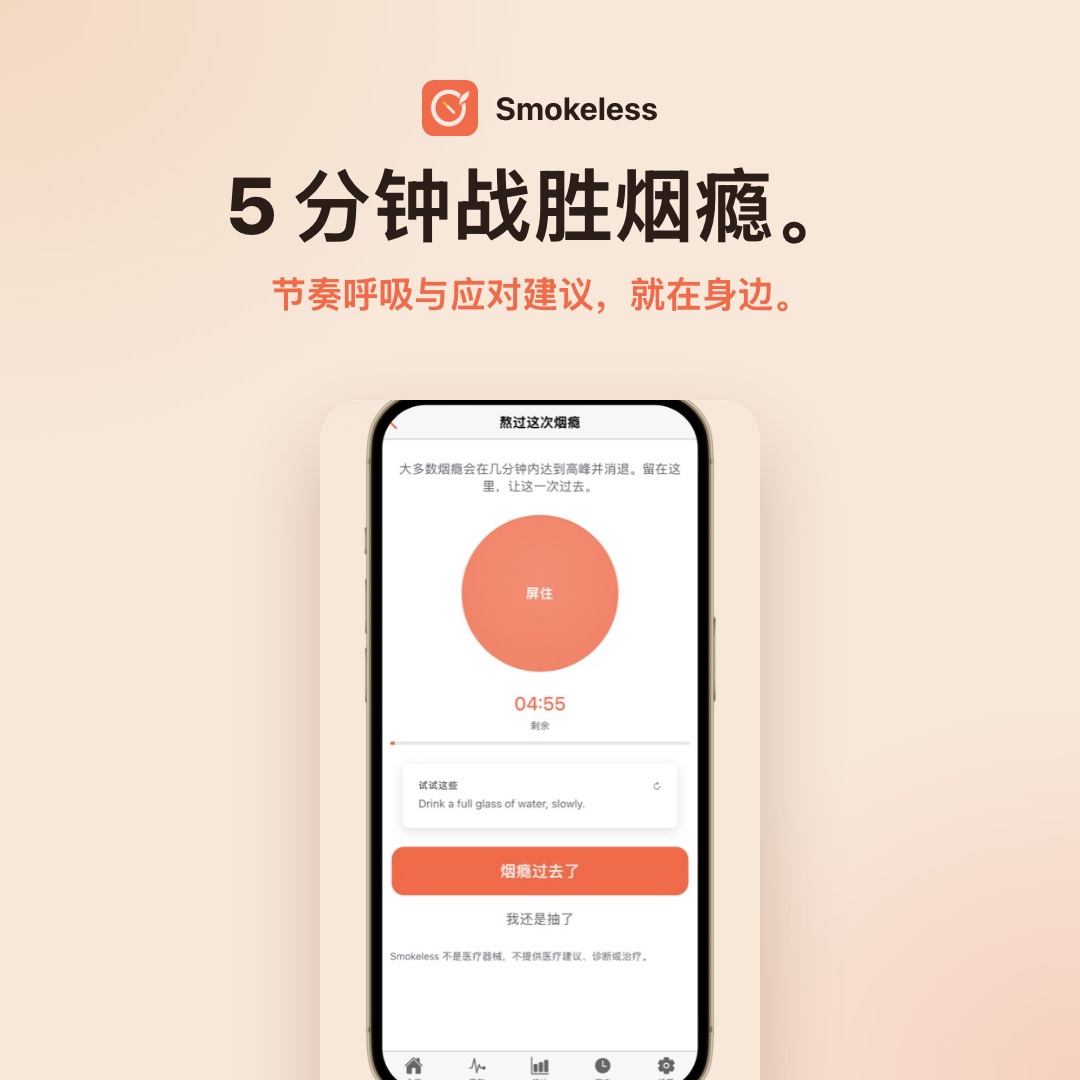 Smokeless
5 分钟战胜烟瘾。
节奏呼吸与应对建议，就在身边。
熬过这次烟瘾
大多数烟瘾会在几分钟内达到高峰并消退。留在这
里，让这一次过去。
屏住
04:55
剩余
试试这些
Drink a full glass of water, slowly.
烟瘾过去了
我还是抽了
Smokeless 不是医疗器械，不提供医疗建议、诊断或治疗。